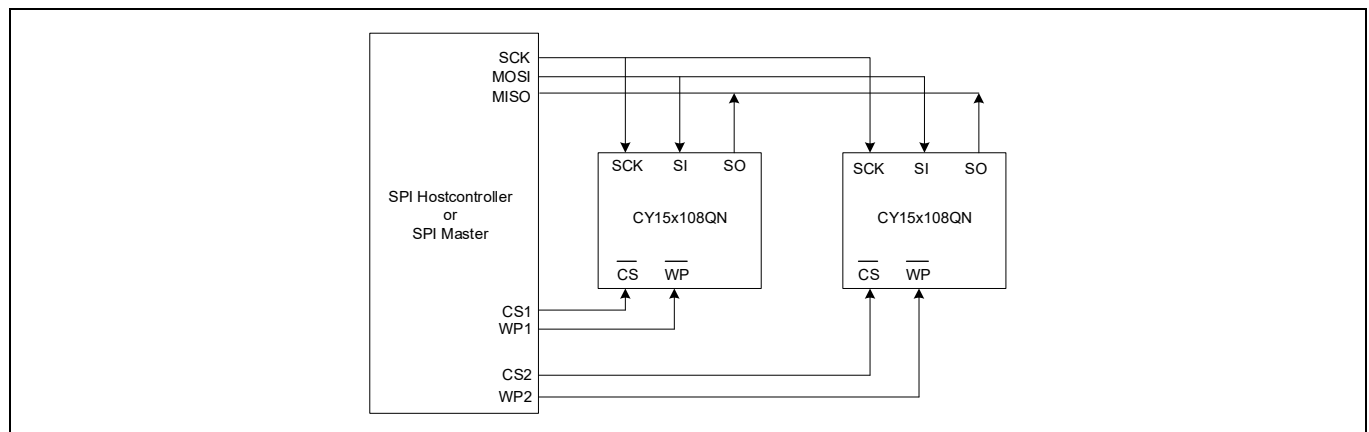 SCK
MOSI
MISO
SPI Hostcontroller
or
SPI Master
CS1
WP1
CS2
WP2
SCK SI SO
CY15x108QN
CS WP
SCK SI SO
CY15x108QN
CS WP